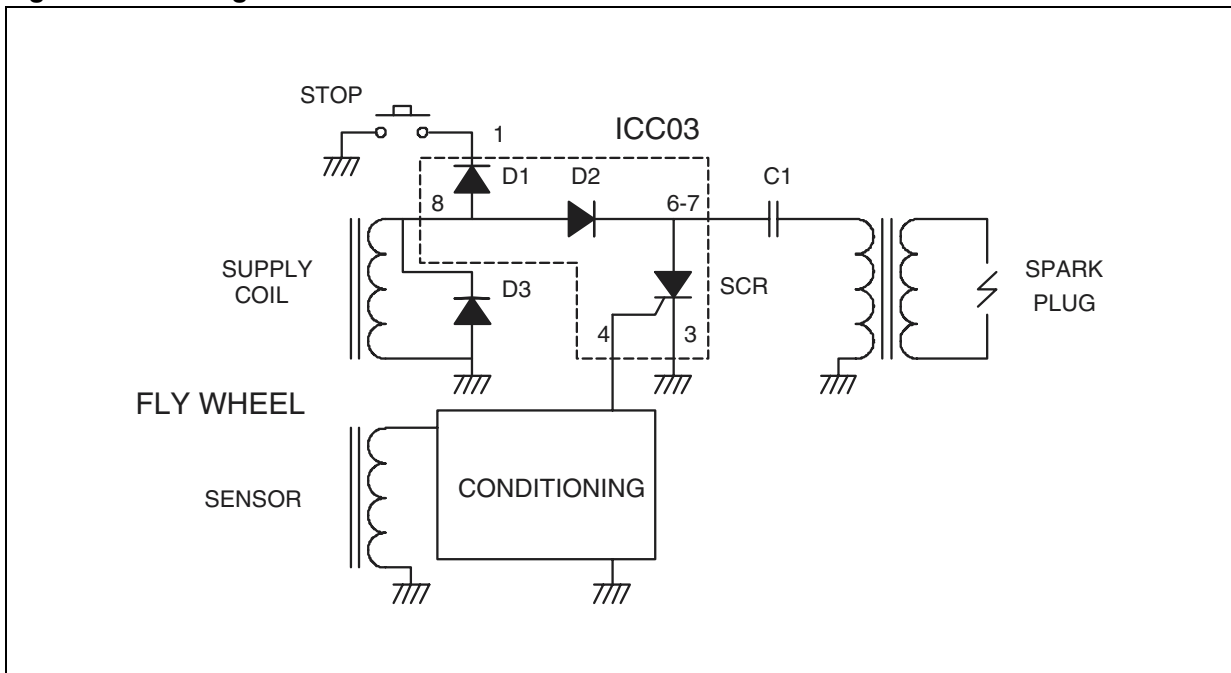 STOP
1
ICC03
D1
D2
C1
8
6-7
SUPPLY
COIL
D3
SCR
SPARK
PLUG
4
3
FLY WHEEL
SENSOR
CONDITIONING